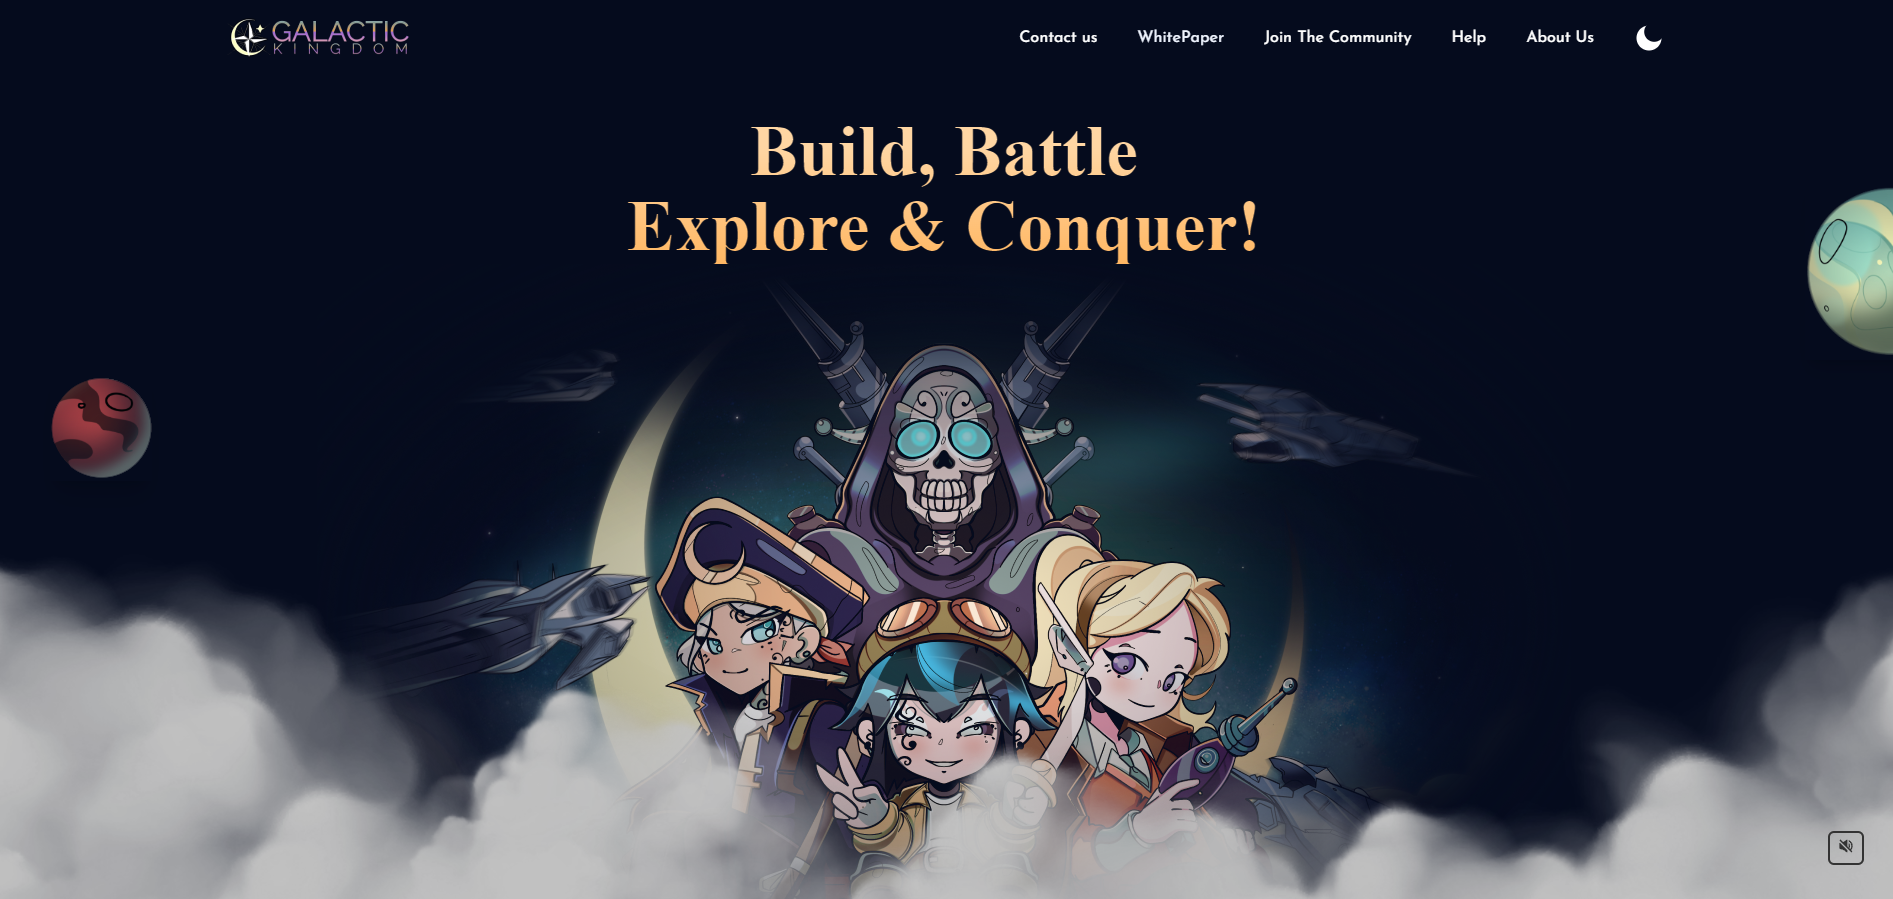 GALACTIC
KINGDOM
Contact us
WhitePaper
Join The Community
Help
About Us
Build, Battle
Explore & Conquer!